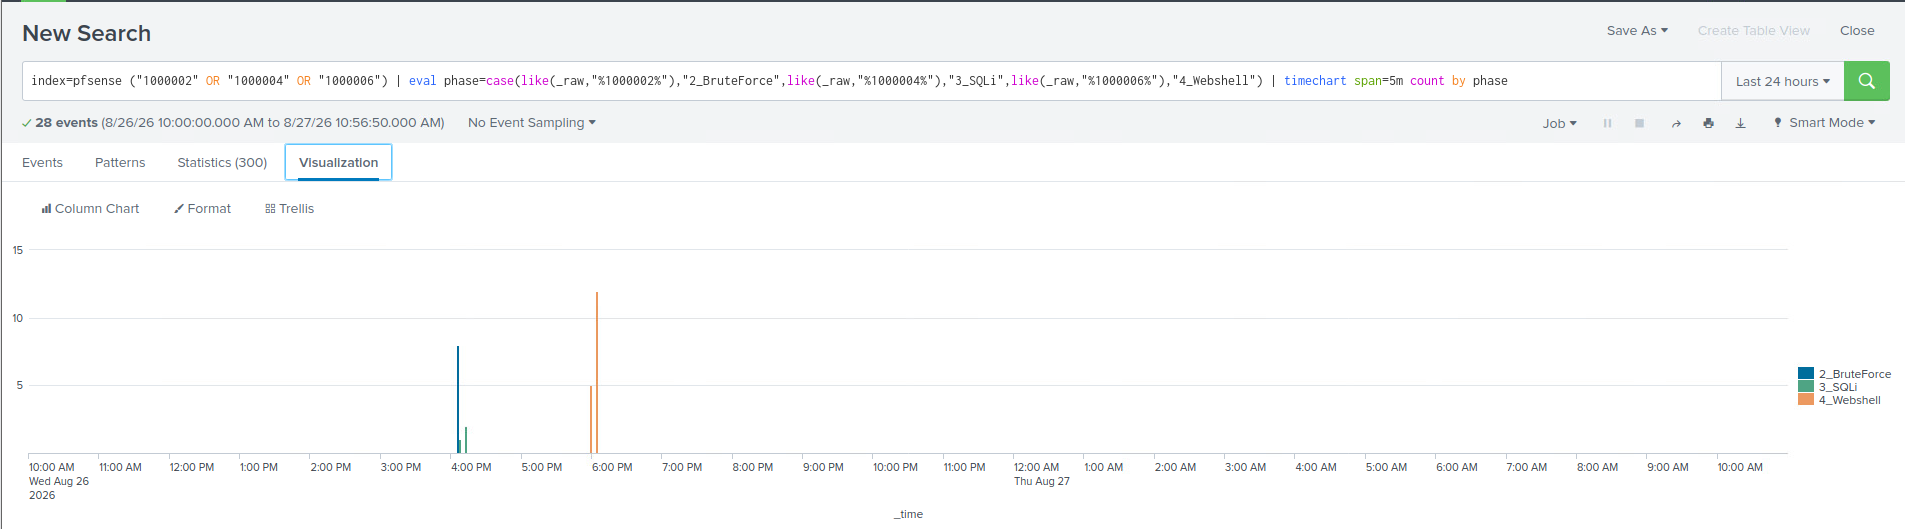 New Search
Save As
Create Table View
Close
index=pfsense ("1000002" OR "1000004" OR "1000006") | eval phase=case(like(_raw,"%1000002%"),"2_BruteForce",like(_raw,"%1000004%"),"3_SQLi",like(_raw,"%1000006%"),"4_Webshell") | timechart span=5m count by phase
Last 24 hours
28 events (8/26/26 10:00:00.000 AM to 8/27/26 10:56:50.000 AM)
No Event Sampling
Job
Smart Mode
Events
Patterns
Statistics (300)
Visualization
Column Chart
Format
Trellis
15
10
5
2_BruteForce
3_SQLi
4_Webshell
10:00 AM
Wed Aug 26
2026
11:00 AM
12:00 PM
1:00 PM
2:00 PM
3:00 PM
4:00 PM
5:00 PM
6:00 PM
7:00 PM
8:00 PM
9:00 PM
10:00 PM
11:00 PM
12:00 AM
Thu Aug 27
1:00 AM
2:00 AM
3:00 AM
4:00 AM
5:00 AM
6:00 AM
7:00 AM
8:00 AM
9:00 AM
10:00 AM
_time